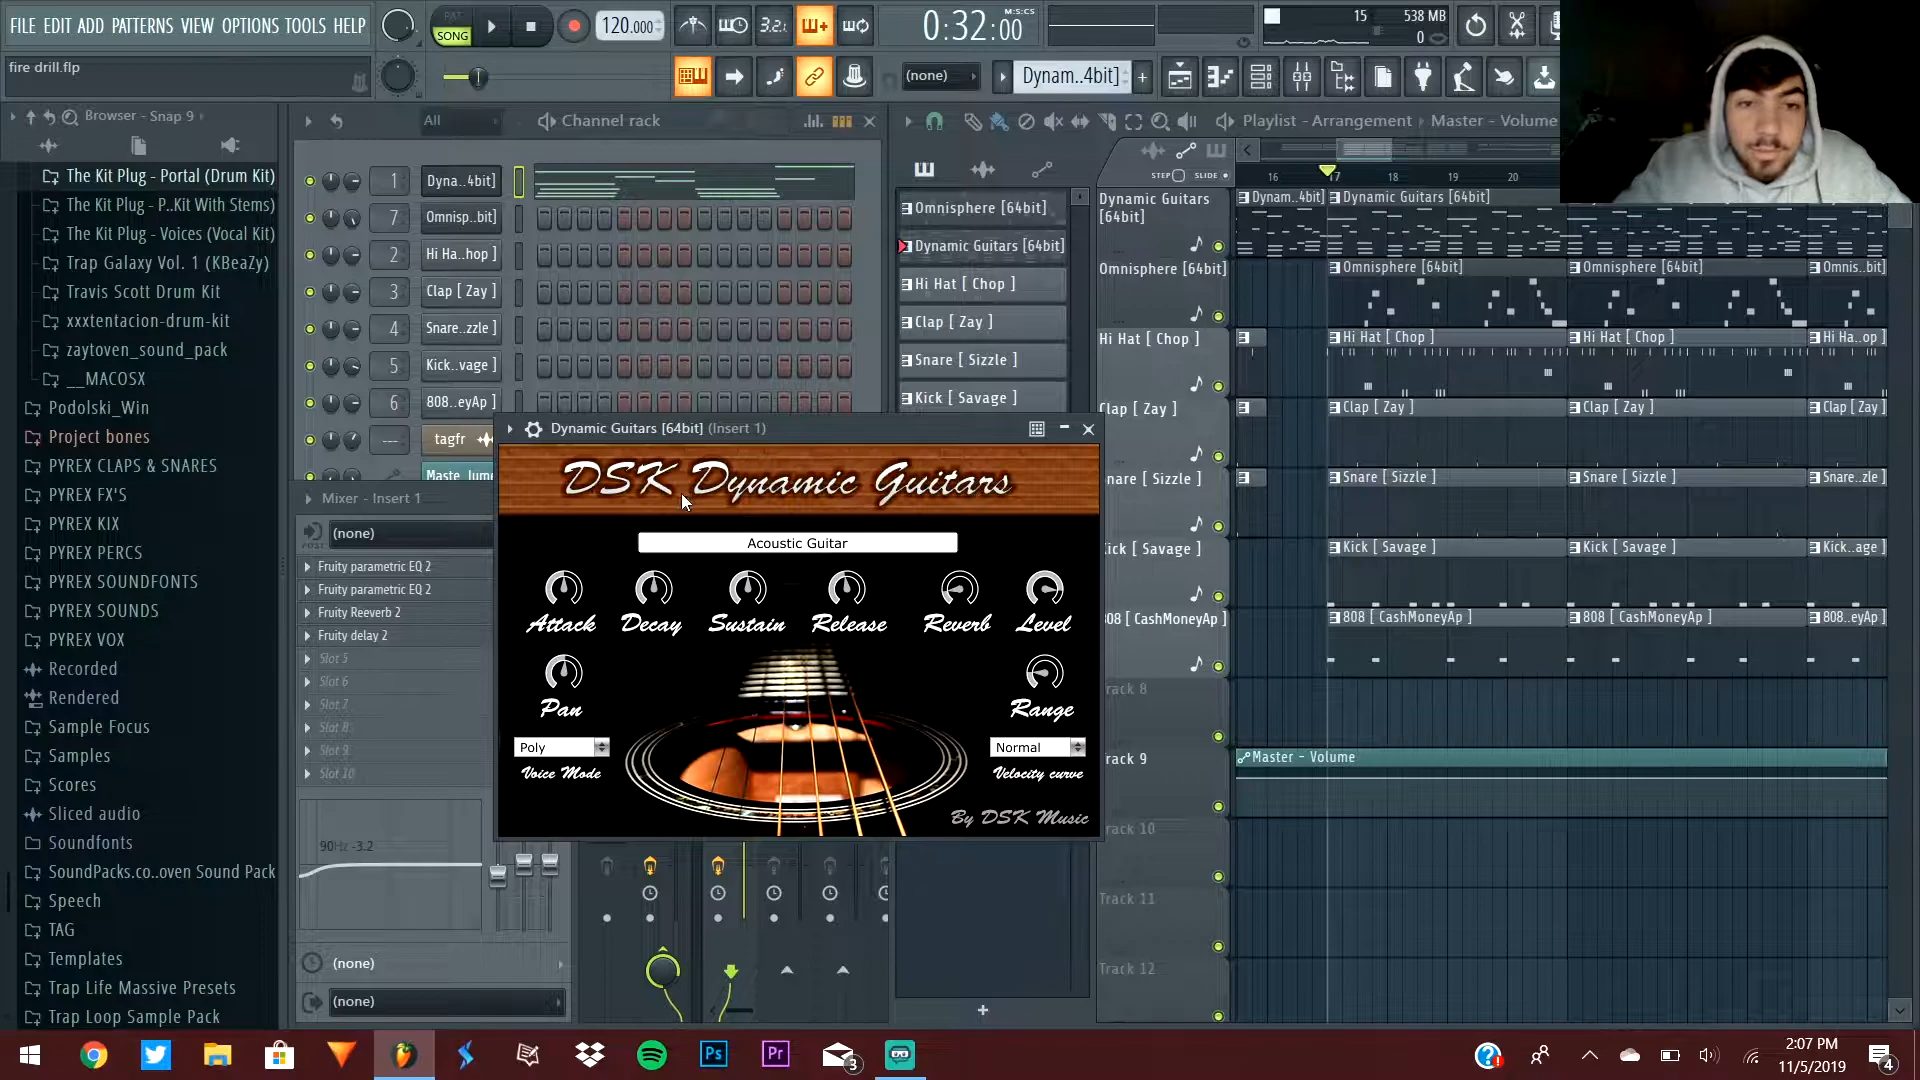 FILE EDIT ADD PATTERNS VIEW OPTIONS TOOLS HELP
fire drill.flp
PAT
SONG
120.000
3.2.
0:32:00
M:S:CS
15
538 MB
0
(none)
Dynam..4bit]
Browser - Snap 9
The Kit Plug - Portal (Drum Kit)
The Kit Plug - P..Kit With Stems)
The Kit Plug - Voices (Vocal Kit)
Trap Galaxy Vol. 1 (KBeaZy)
Travis Scott Drum Kit
xxxtentacion-drum-kit
zaytoven_sound_pack
__MACOSX
Podolski_Win
Project bones
PYREX CLAPS & SNARES
PYREX FX'S
PYREX KIX
PYREX PERCS
PYREX SOUNDFONTS
PYREX SOUNDS
PYREX VOX
Recorded
Rendered
Sample Focus
Samples
Scores
Sliced audio
Soundfonts
SoundPacks.co..oven Sound Pack
Speech
TAG
Templates
Trap Life Massive Presets
Trap Loop Sample Pack
All
Channel rack
1
Dyna..4bit]
7
Omnisp..bit]
2
Hi Ha..hop ]
3
Clap [ Zay ]
4
Snare..zzle ]
5
Kick..vage ]
6
808..eyAp ]
---
tagfr
Maste..lume
Mixer - Insert 1
(none)
Fruity parametric EQ 2
Fruity parametric EQ 2
Fruity Reeverb 2
Fruity delay 2
Slot 5
Slot 6
Slot 7
Slot 8
Slot 9
Slot 10
90Hz -3.2
(none)
(none)
Dynamic Guitars [64bit] (Insert 1)
DSK Dynamic Guitars
Acoustic Guitar
Attack
Decay
Sustain
Release
Reverb
Level
Pan
Range
Poly
Normal
Voice Mode
Velocity curve
By DSK Music
Omnisphere [64bit]
Dynamic Guitars [64bit]
Hi Hat [ Chop ]
Clap [ Zay ]
Snare [ Sizzle ]
Kick [ Savage ]
Playlist - Arrangement
Master - Volume
STEP
SLIDE
16
17
18
19
20
Dynamic Guitars
[64bit]
Dynam..4bit]
Dynamic Guitars [64bit]
Omnisphere [64bit]
Omnisphere [64bit]
Omnisphere [64bit]
Omnis..bit]
Hi Hat [ Chop ]
Hi Hat [ Chop ]
Hi Hat [ Chop ]
Hi Ha..op ]
Clap [ Zay ]
Clap [ Zay ]
Clap [ Zay ]
Clap [ Zay ]
nare [ Sizzle ]
Snare [ Sizzle ]
Snare [ Sizzle ]
Snare..zle ]
Kick [ Savage ]
Kick [ Savage ]
Kick [ Savage ]
Kick..age ]
808 [ CashMoneyAp ]
808 [ CashMoneyAp ]
808 [ CashMoneyAp ]
808..eyAp ]
rack 8
rack 9
Master - Volume
rack 10
Track 11
Track 12
Ps
Pr
3
2:07 PM
11/5/2019
4